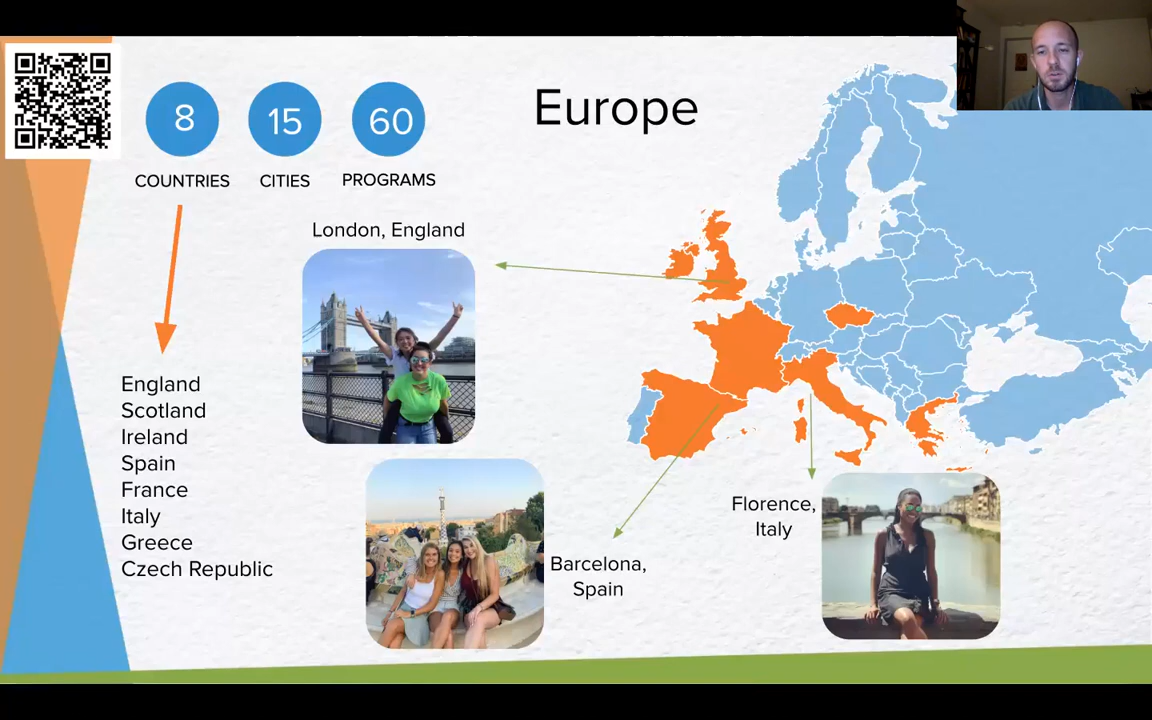 Europe
8
15
60
COUNTRIES
CITIES
PROGRAMS
London, England
England
Scotland
Ireland
Spain
France
Italy
Greece
Czech Republic
Barcelona,
Spain
Florence,
Italy